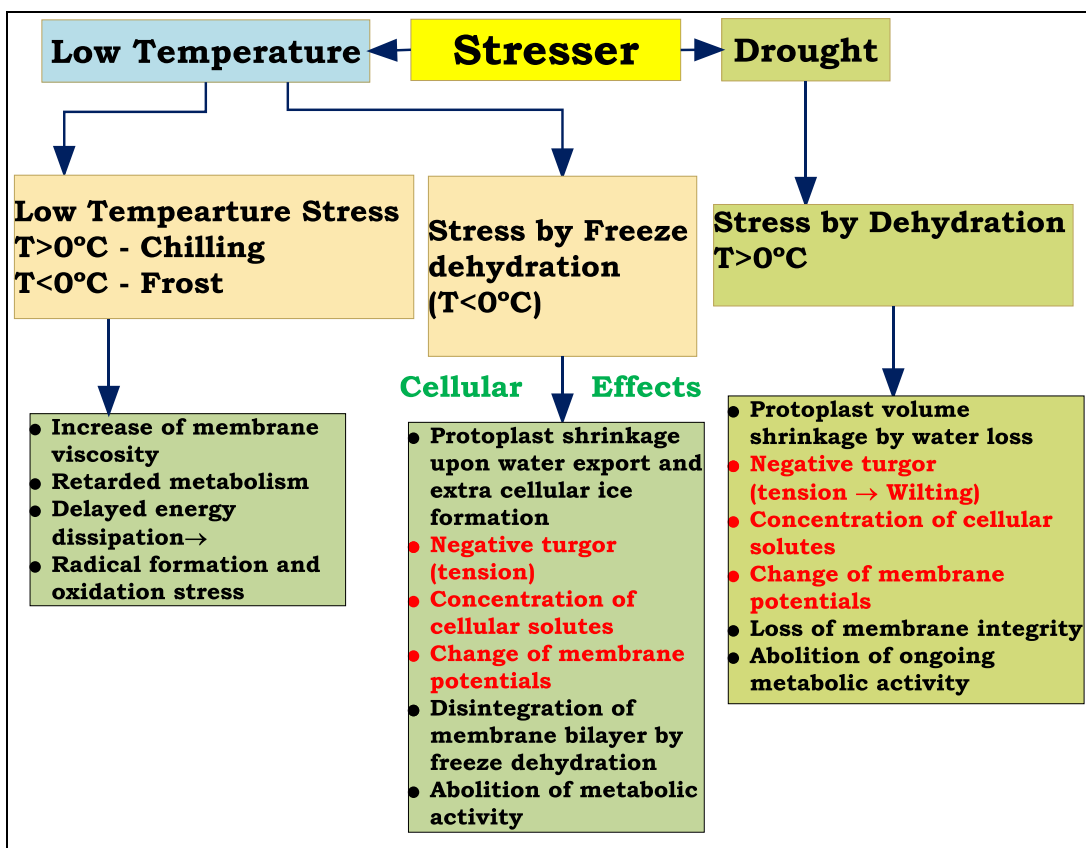 Low Temperature
Stresser
Drought
Low Tempearture Stress
T>0ºC - Chilling
T<0ºC - Frost
Stress by Freeze
dehydration
(T<0ºC)
Stress by Dehydration
T>0ºC
Cellular Effects
● Increase of membrane
viscosity
● Retarded metabolism
● Delayed energy
dissipation→
● Radical formation and
oxidation stress
● Protoplast shrinkage
upon water export and
extra cellular ice
formation
● Negative turgor
(tension)
● Concentration of
cellular solutes
● Change of membrane
potentials
● Disintegration of
membrane bilayer by
freeze dehydration
● Abolition of metabolic
activity
● Protoplast volume
shrinkage by water loss
● Negative turgor
(tension → Wilting)
● Concentration of cellular
solutes
● Change of membrane
potentials
● Loss of membrane integrity
● Abolition of ongoing
metabolic activity